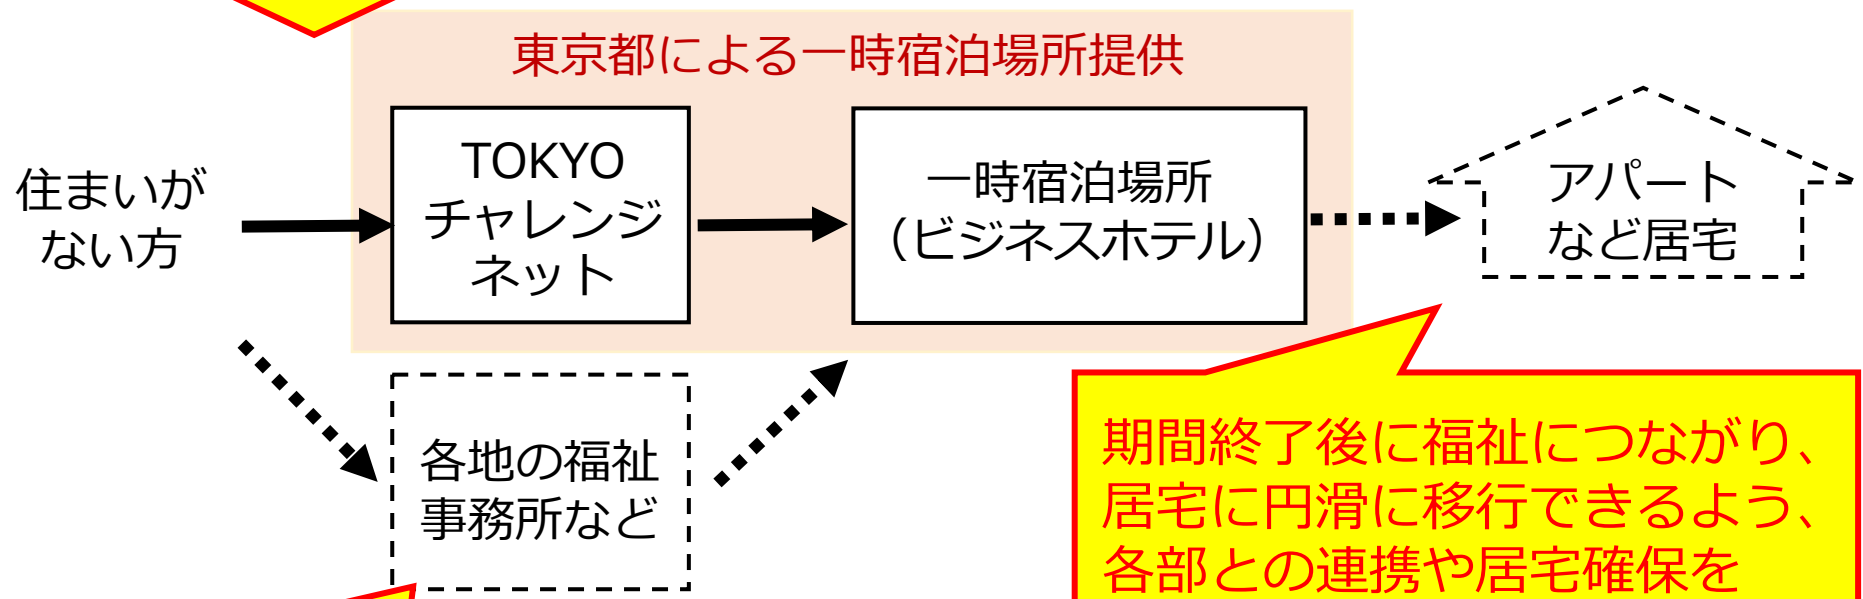 東京都による一時宿泊場所提供
住まいが
ない方
TOKYO
チャレンジ
ネット
一時宿泊場所
（ビジネスホテル）
アパート
など居宅
各地の福祉
事務所など
期間終了後に福祉につながり、
居宅に円滑に移行できるよう、
各部との連携や居宅確保を